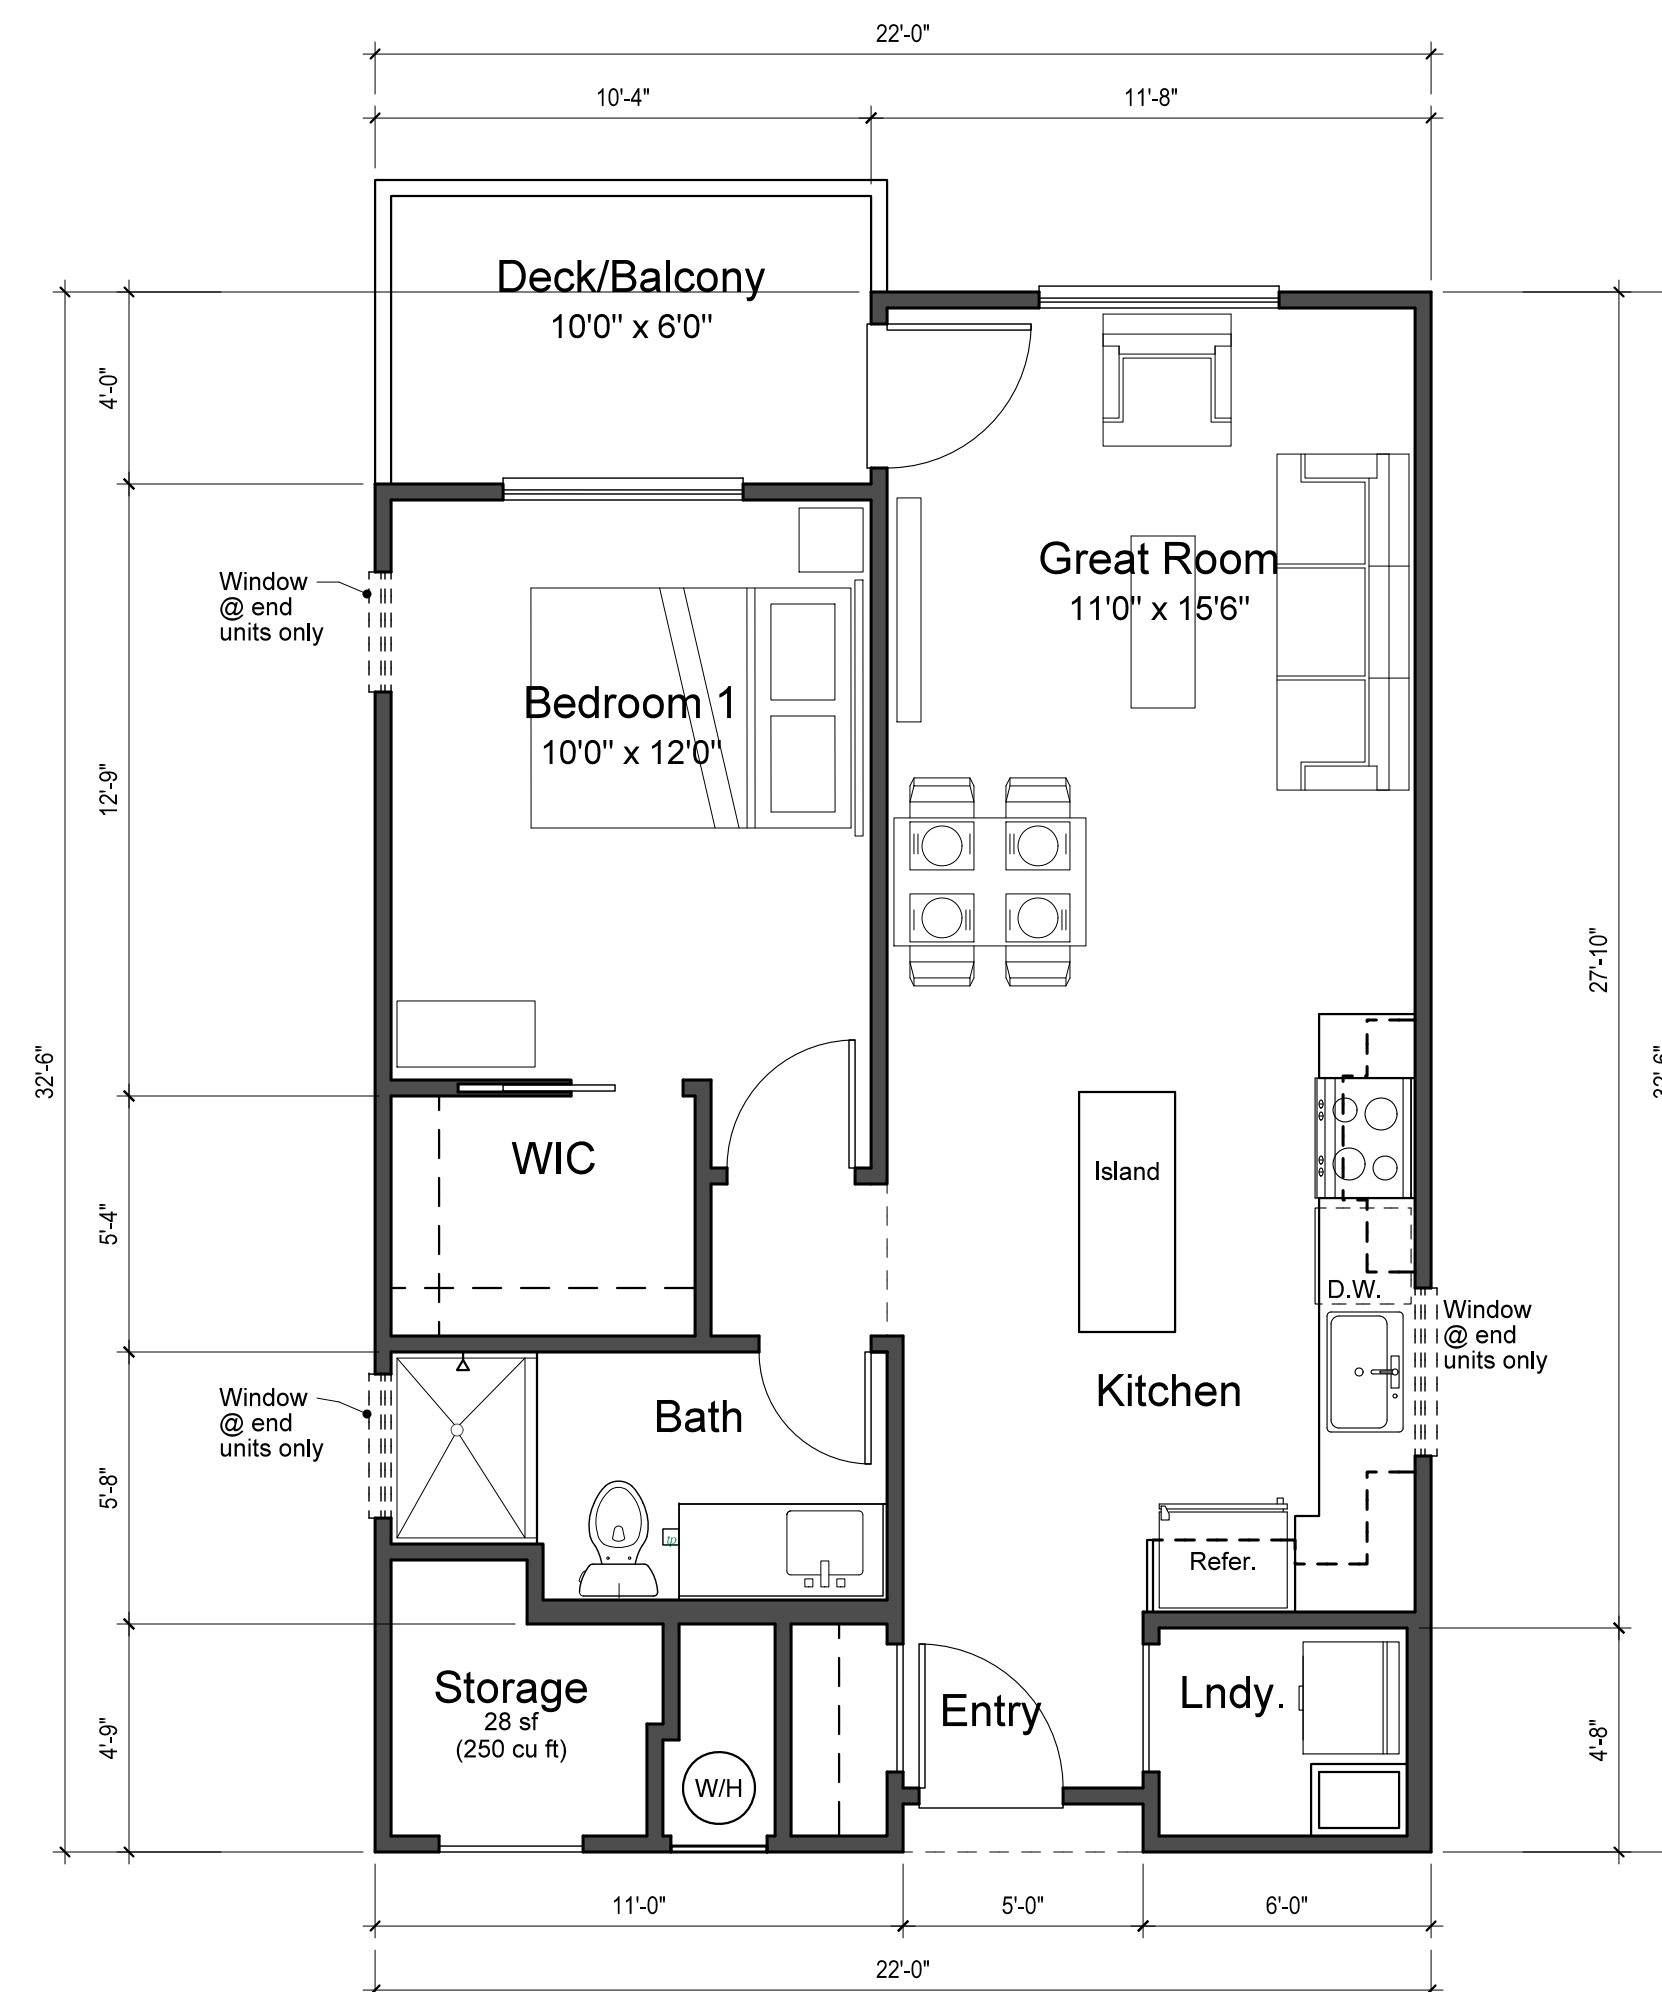 22'-0"
10'-4"
11'-8"
Deck/Balcony
10'0" x 6'0"
4'-0"
Great Room
11'0" x 15'6"
Window
@ end
units only
Bedroom 1
10'0" x 12'0"
12'-9"
27'-10"
32'-6"
32'-6"
WIC
Island
5'-4"
D.W.
Window
@ end
units only
Window
@ end
units only
Bath
Kitchen
5'-8"
tp
Refer.
Storage
28 sf
(250 cu ft)
Entry
Lndy.
4'-9"
4'-8"
W/H
11'-0"
5'-0"
6'-0"
22'-0"